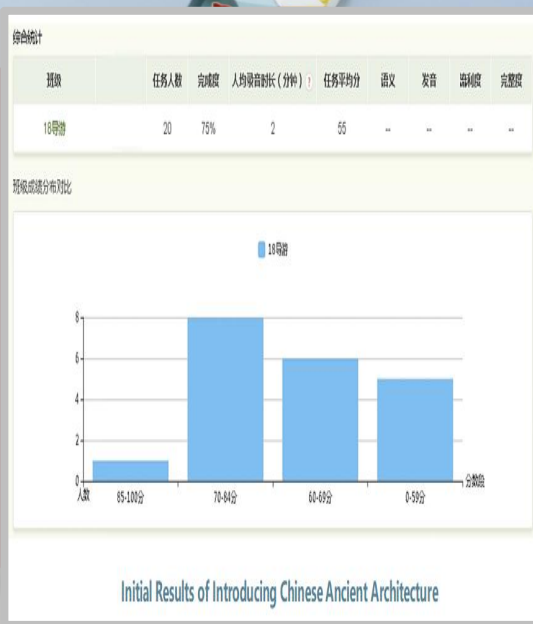 综合统计
班级 任务人数 完成度 人均录音时长(分钟) ! 任务平均分 语义 发音 流利度 完整度
18导游 20 75% 2 55 -- -- -- --
班级成绩分布对比
18导游
8
6
4
2
0
人数 85-100分 70-84分 60-69分 0-59分 分数段
Initial Results of Introducing Chinese Ancient Architecture